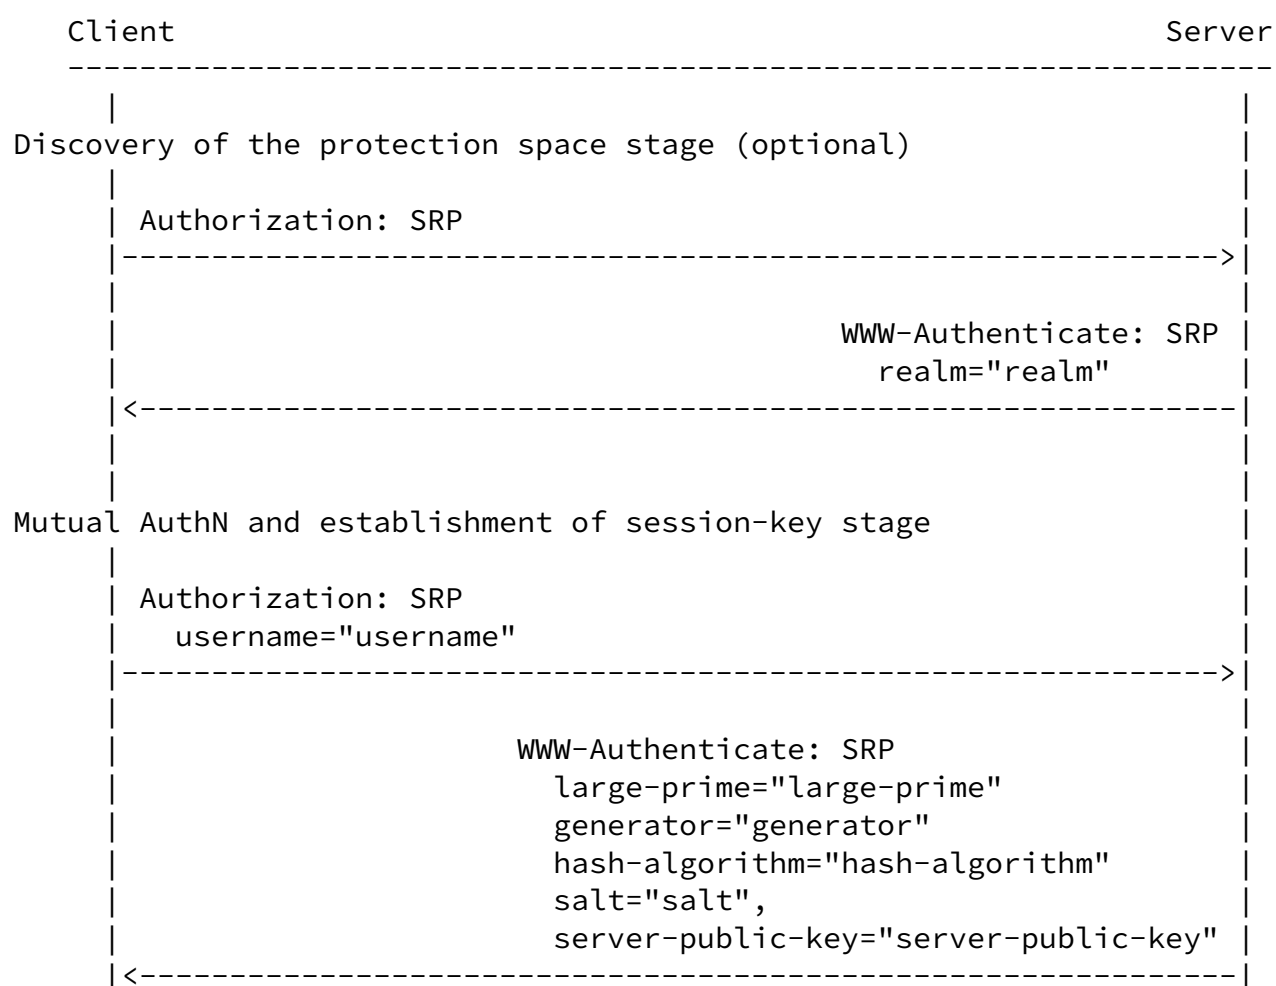 Client Server
Discovery of the protection space stage (optional)
Authorization: SRP
WWW-Authenticate: SRP
realm="realm"
Mutual AuthN and establishment of session-key stage
Authorization: SRP
username="username"
WWW-Authenticate: SRP
large-prime="large-prime"
generator="generator"
hash-algorithm="hash-algorithm"
salt="salt",
server-public-key="server-public-key"